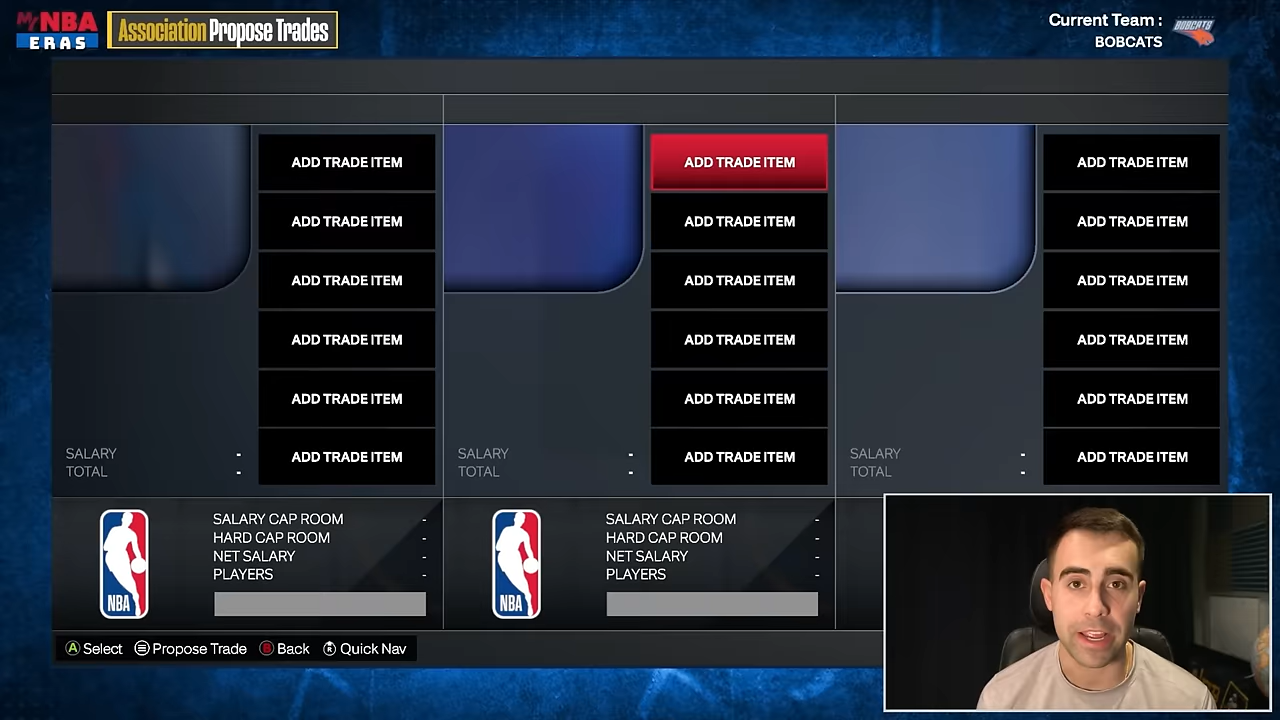 MyNBA
ERAS
Association Propose Trades
Current Team :
BOBCATS
BOBCATS
ADD TRADE ITEM
ADD TRADE ITEM
ADD TRADE ITEM
ADD TRADE ITEM
ADD TRADE ITEM
ADD TRADE ITEM
SALARY -
TOTAL -
ADD TRADE ITEM
ADD TRADE ITEM
ADD TRADE ITEM
ADD TRADE ITEM
ADD TRADE ITEM
ADD TRADE ITEM
SALARY -
TOTAL -
ADD TRADE ITEM
ADD TRADE ITEM
ADD TRADE ITEM
ADD TRADE ITEM
ADD TRADE ITEM
ADD TRADE ITEM
SALARY -
TOTAL -
NBA
SALARY CAP ROOM -
HARD CAP ROOM -
NET SALARY -
PLAYERS -
NBA
SALARY CAP ROOM -
HARD CAP ROOM -
NET SALARY -
PLAYERS -
A Select Propose Trade B Back R Quick Nav